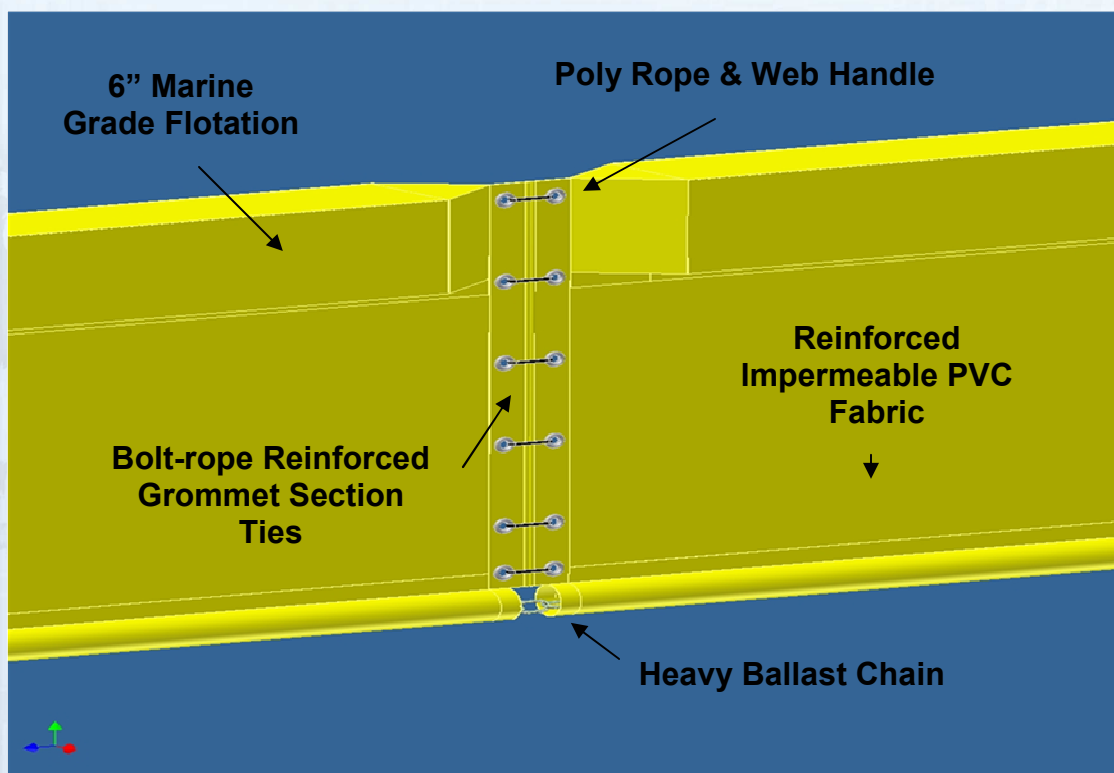 6” Marine
Grade Flotation
Poly Rope & Web Handle
Reinforced
Impermeable PVC
Fabric
Bolt-rope Reinforced
Grommet Section
Ties
Heavy Ballast Chain